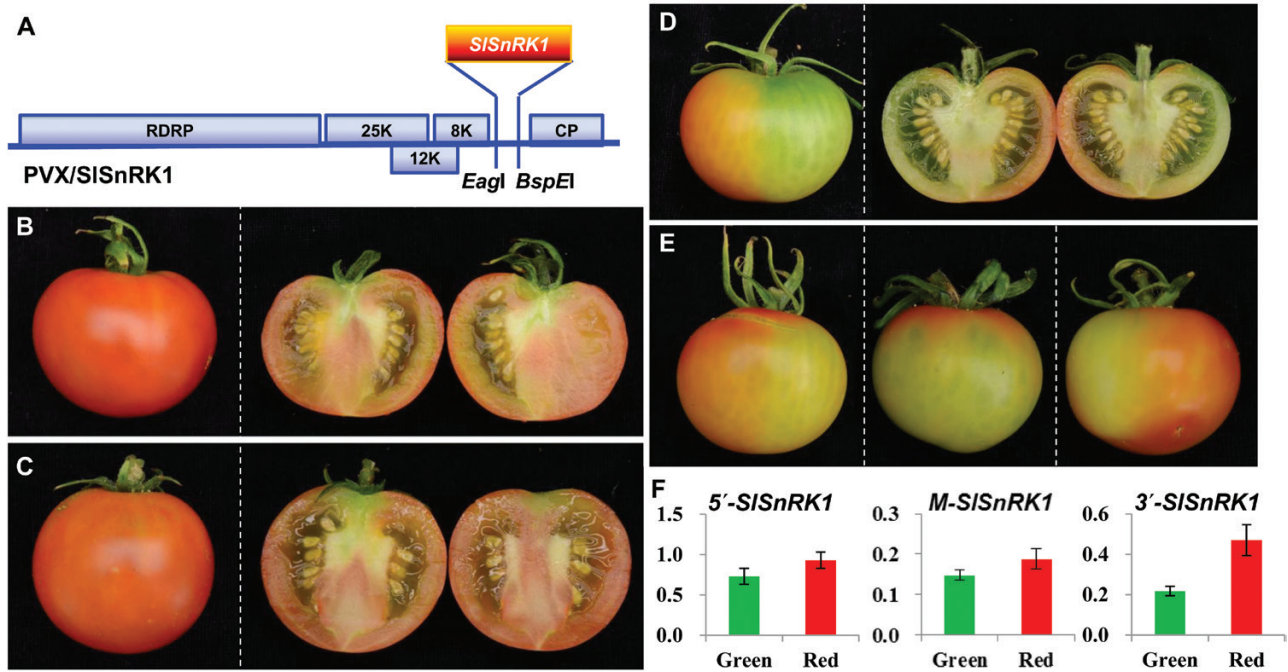 A
SlSnRK1
RDRP
25K
8K
CP
12K
PVX/SlSnRK1
EagI
BspEI
B
C
D
E
F
5′-SlSnRK1
1.5
1.0
0.5
0.0
Green
Red
M-SlSnRK1
0.3
0.2
0.1
0.0
Green
Red
3′-SlSnRK1
0.6
0.4
0.2
0.0
Green
Red